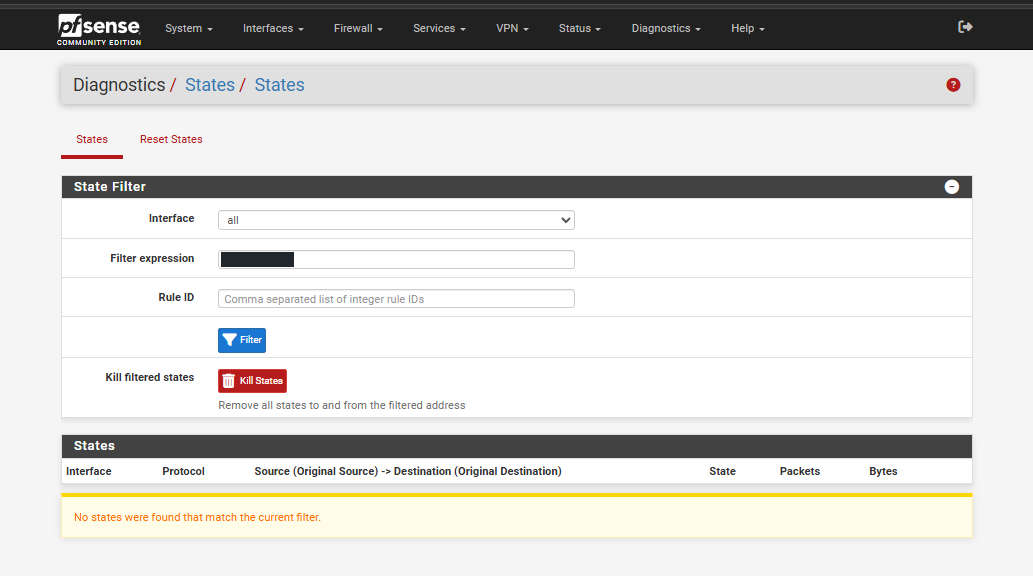 pfsense
COMMUNITY EDITION
System Interfaces Firewall Services VPN Status Diagnostics Help
Diagnostics / States / States
?
States Reset States
State Filter
Interface all
Filter expression
Rule ID Comma separated list of integer rule IDs
Filter
Kill filtered states Kill States
Remove all states to and from the filtered address
States
Interface Protocol Source (Original Source) -> Destination (Original Destination) State Packets Bytes
No states were found that match the current filter.